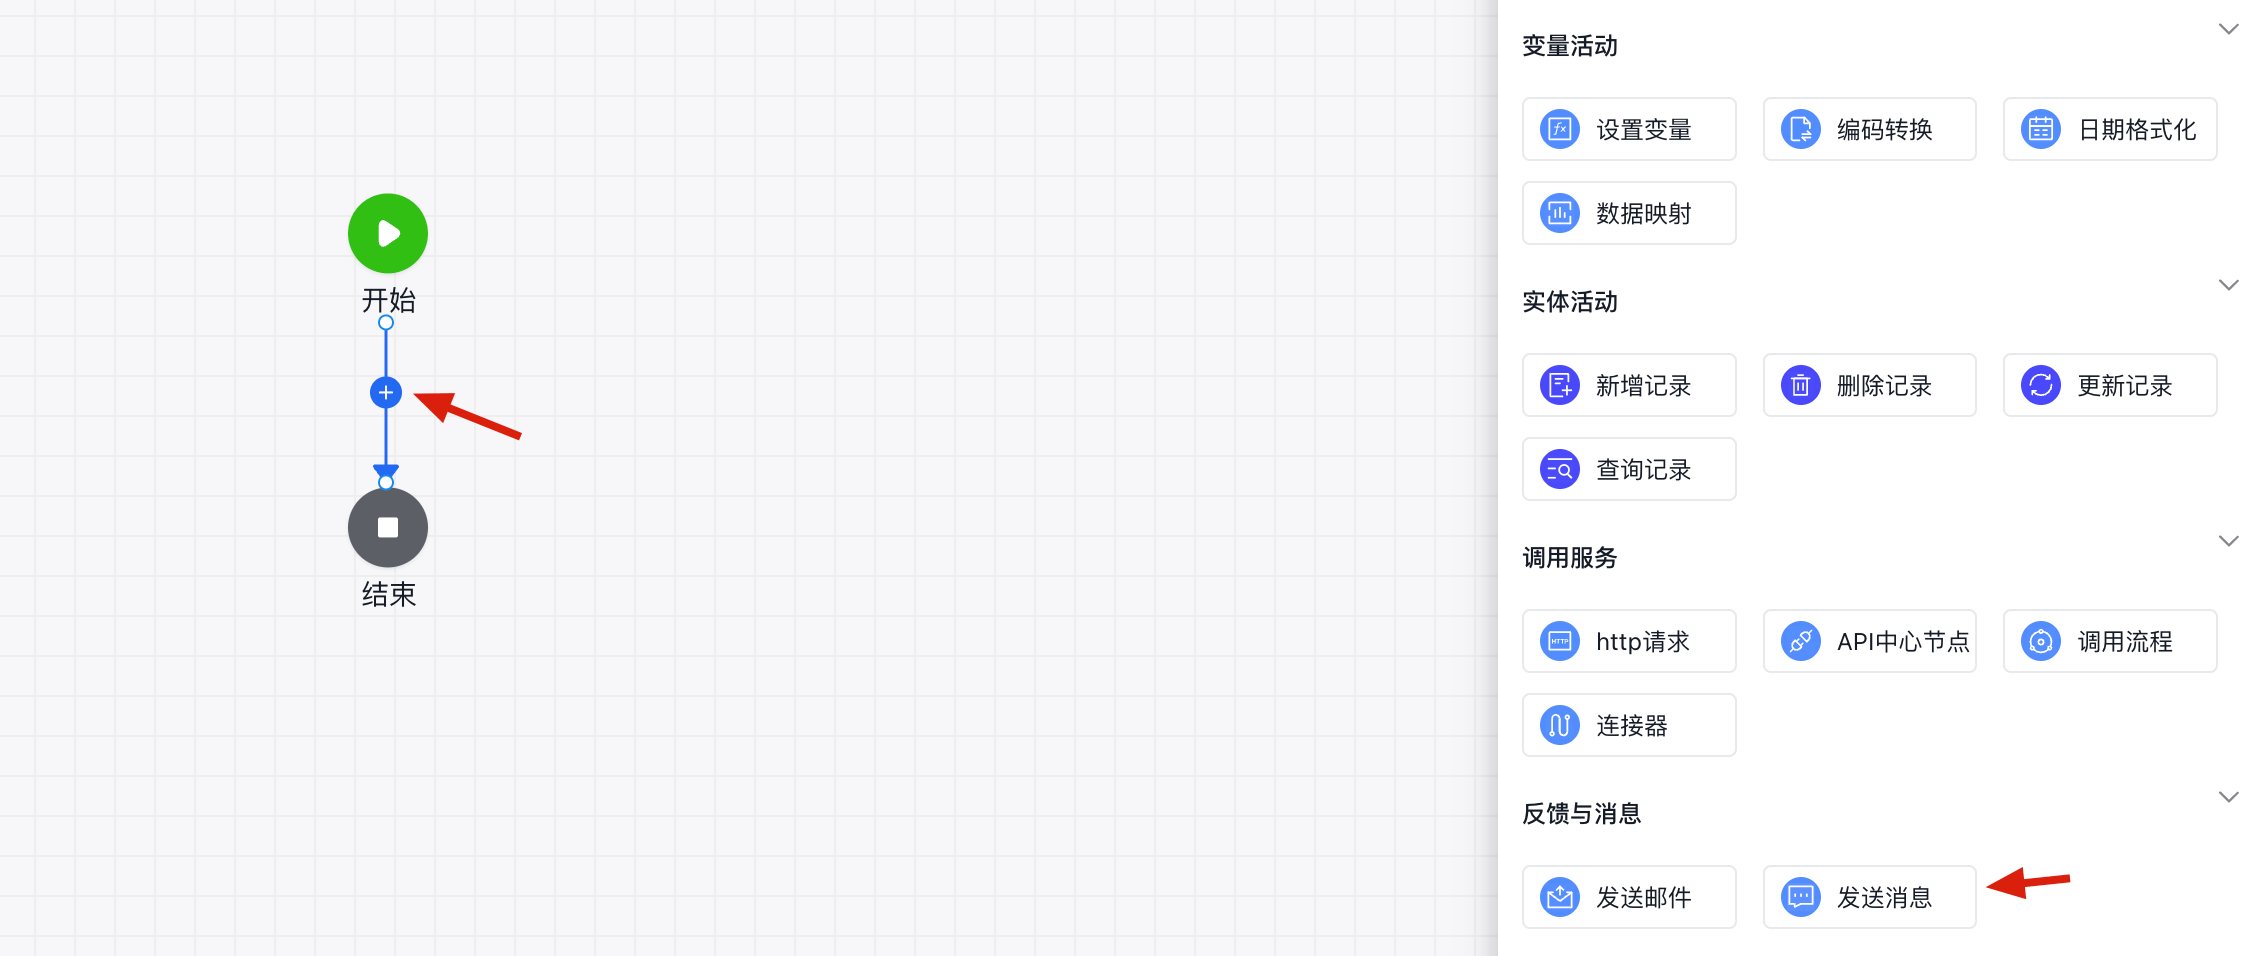 开始
结束
变量活动
设置变量
编码转换
日期格式化
数据映射
实体活动
新增记录
删除记录
更新记录
查询记录
调用服务
HTTP
http请求
API中心节点
调用流程
连接器
反馈与消息
发送邮件
发送消息